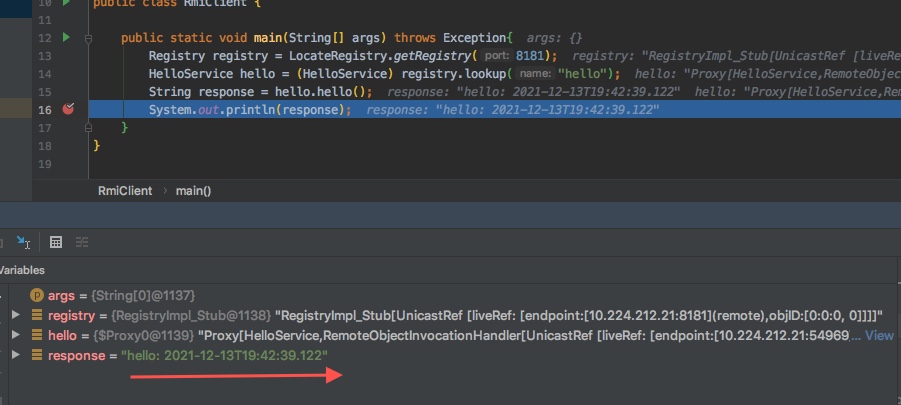 10 public class RmiClient {
11
12 public static void main(String[] args) throws Exception{ args: {}
13 Registry registry = LocateRegistry.getRegistry( port: 8181); registry: "RegistryImpl_Stub[UnicastRef [liveRe
14 HelloService hello = (HelloService) registry.lookup( name: "hello"); hello: "Proxy[HelloService,RemoteObjec
15 String response = hello.hello(); response: "hello: 2021-12-13T19:42:39.122" hello: "Proxy[HelloService,Rem
16 System.out.println(response); response: "hello: 2021-12-13T19:42:39.122"
17 }
18 }
19
RmiClient › main()
Variables
p args = {String[0]@1137}
registry = {RegistryImpl_Stub@1138} "RegistryImpl_Stub[UnicastRef [liveRef: [endpoint:[10.224.212.21:8181](remote),objID:[0:0:0, 0]]]]"
hello = {$Proxy0@1139} "Proxy[HelloService,RemoteObjectInvocationHandler[UnicastRef [liveRef: [endpoint:[10.224.212.21:54969]... View
response = "hello: 2021-12-13T19:42:39.122"